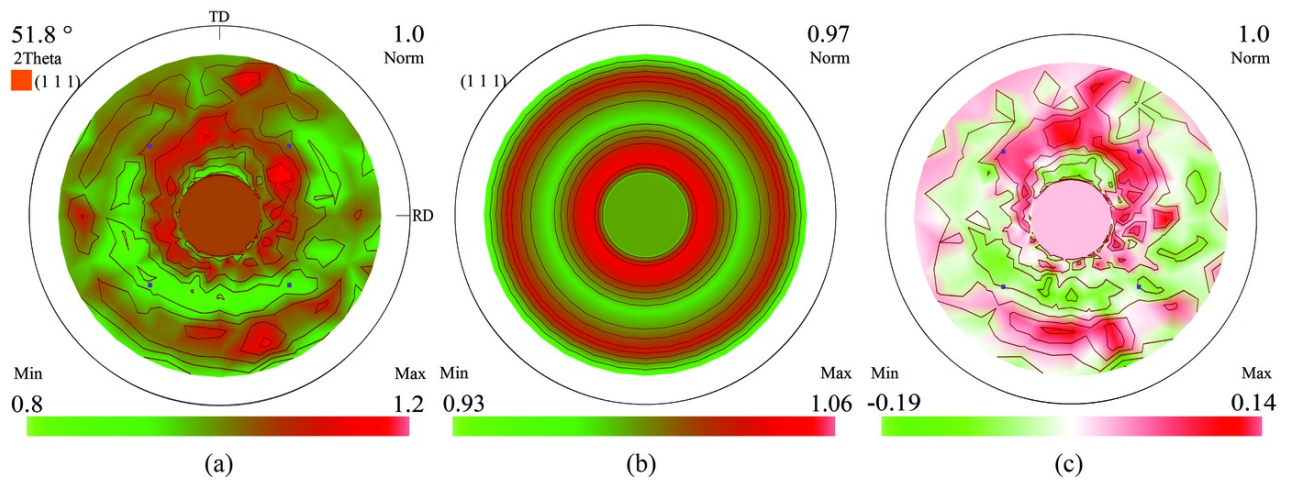 TD
51.8 °
1.0
2Theta
Norm
(1 1 1)
RD
Min
Max
0.8
1.2
(a)
0.97
Norm
(1 1 1)
Min
Max
0.93
1.06
(b)
1.0
Norm
Min
Max
-0.19
0.14
(c)